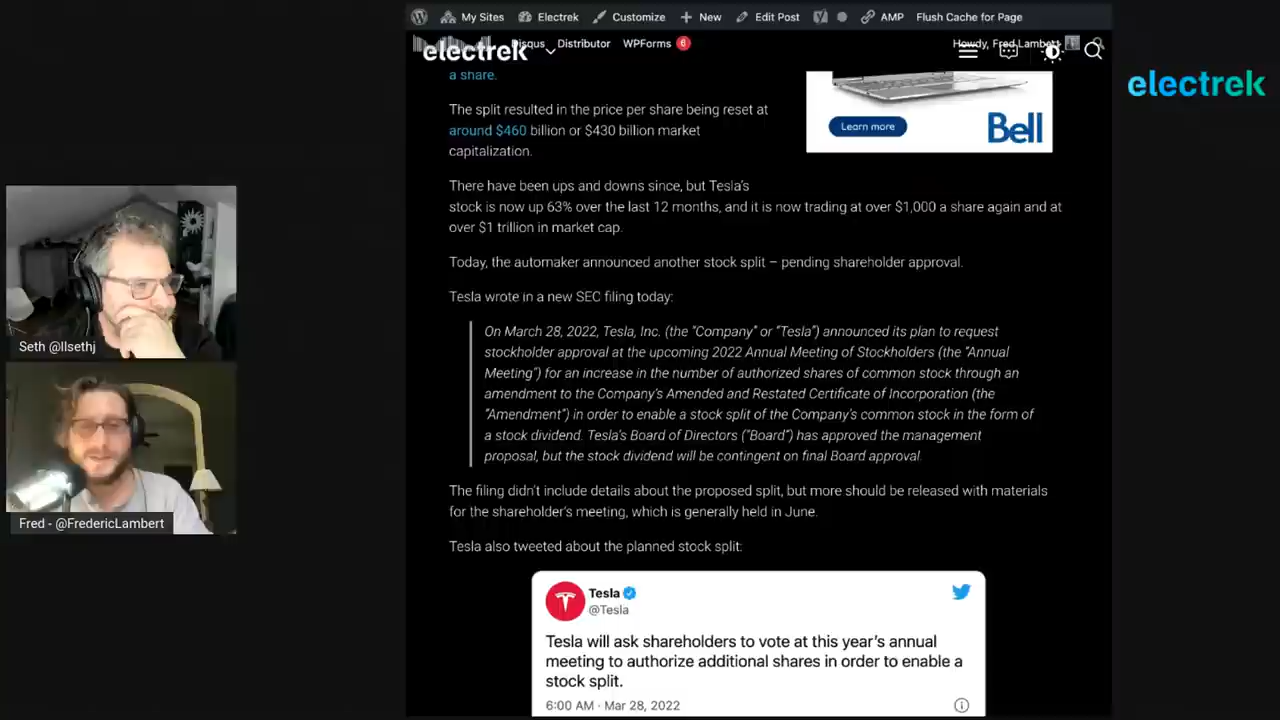 My Sites Electrek Customize New Edit Post AMP Flush Cache for Page
electrek Disqus Distributor WPForms 6 Howdy, Fred Lambert
electrek
a share.
The split resulted in the price per share being reset at
around $460 billion or $430 billion market
capitalization.
Learn more Bell
There have been ups and downs since, but Tesla's
stock is now up 63% over the last 12 months, and it is now trading at over $1,000 a share again and at
over $1 trillion in market cap.
Today, the automaker announced another stock split – pending shareholder approval.
Tesla wrote in a new SEC filing today:
On March 28, 2022, Tesla, Inc. (the "Company" or "Tesla") announced its plan to request
stockholder approval at the upcoming 2022 Annual Meeting of Stockholders (the "Annual
Meeting") for an increase in the number of authorized shares of common stock through an
amendment to the Company's Amended and Restated Certificate of Incorporation (the
"Amendment") in order to enable a stock split of the Company's common stock in the form of
a stock dividend. Tesla's Board of Directors ("Board") has approved the management
proposal, but the stock dividend will be contingent on final Board approval.
The filing didn't include details about the proposed split, but more should be released with materials
for the shareholder's meeting, which is generally held in June.
Tesla also tweeted about the planned stock split:
Tesla
@Tesla
Tesla will ask shareholders to vote at this year's annual
meeting to authorize additional shares in order to enable a
stock split.
6:00 AM · Mar 28, 2022
Seth @llsethj
Fred - @FredericLambert